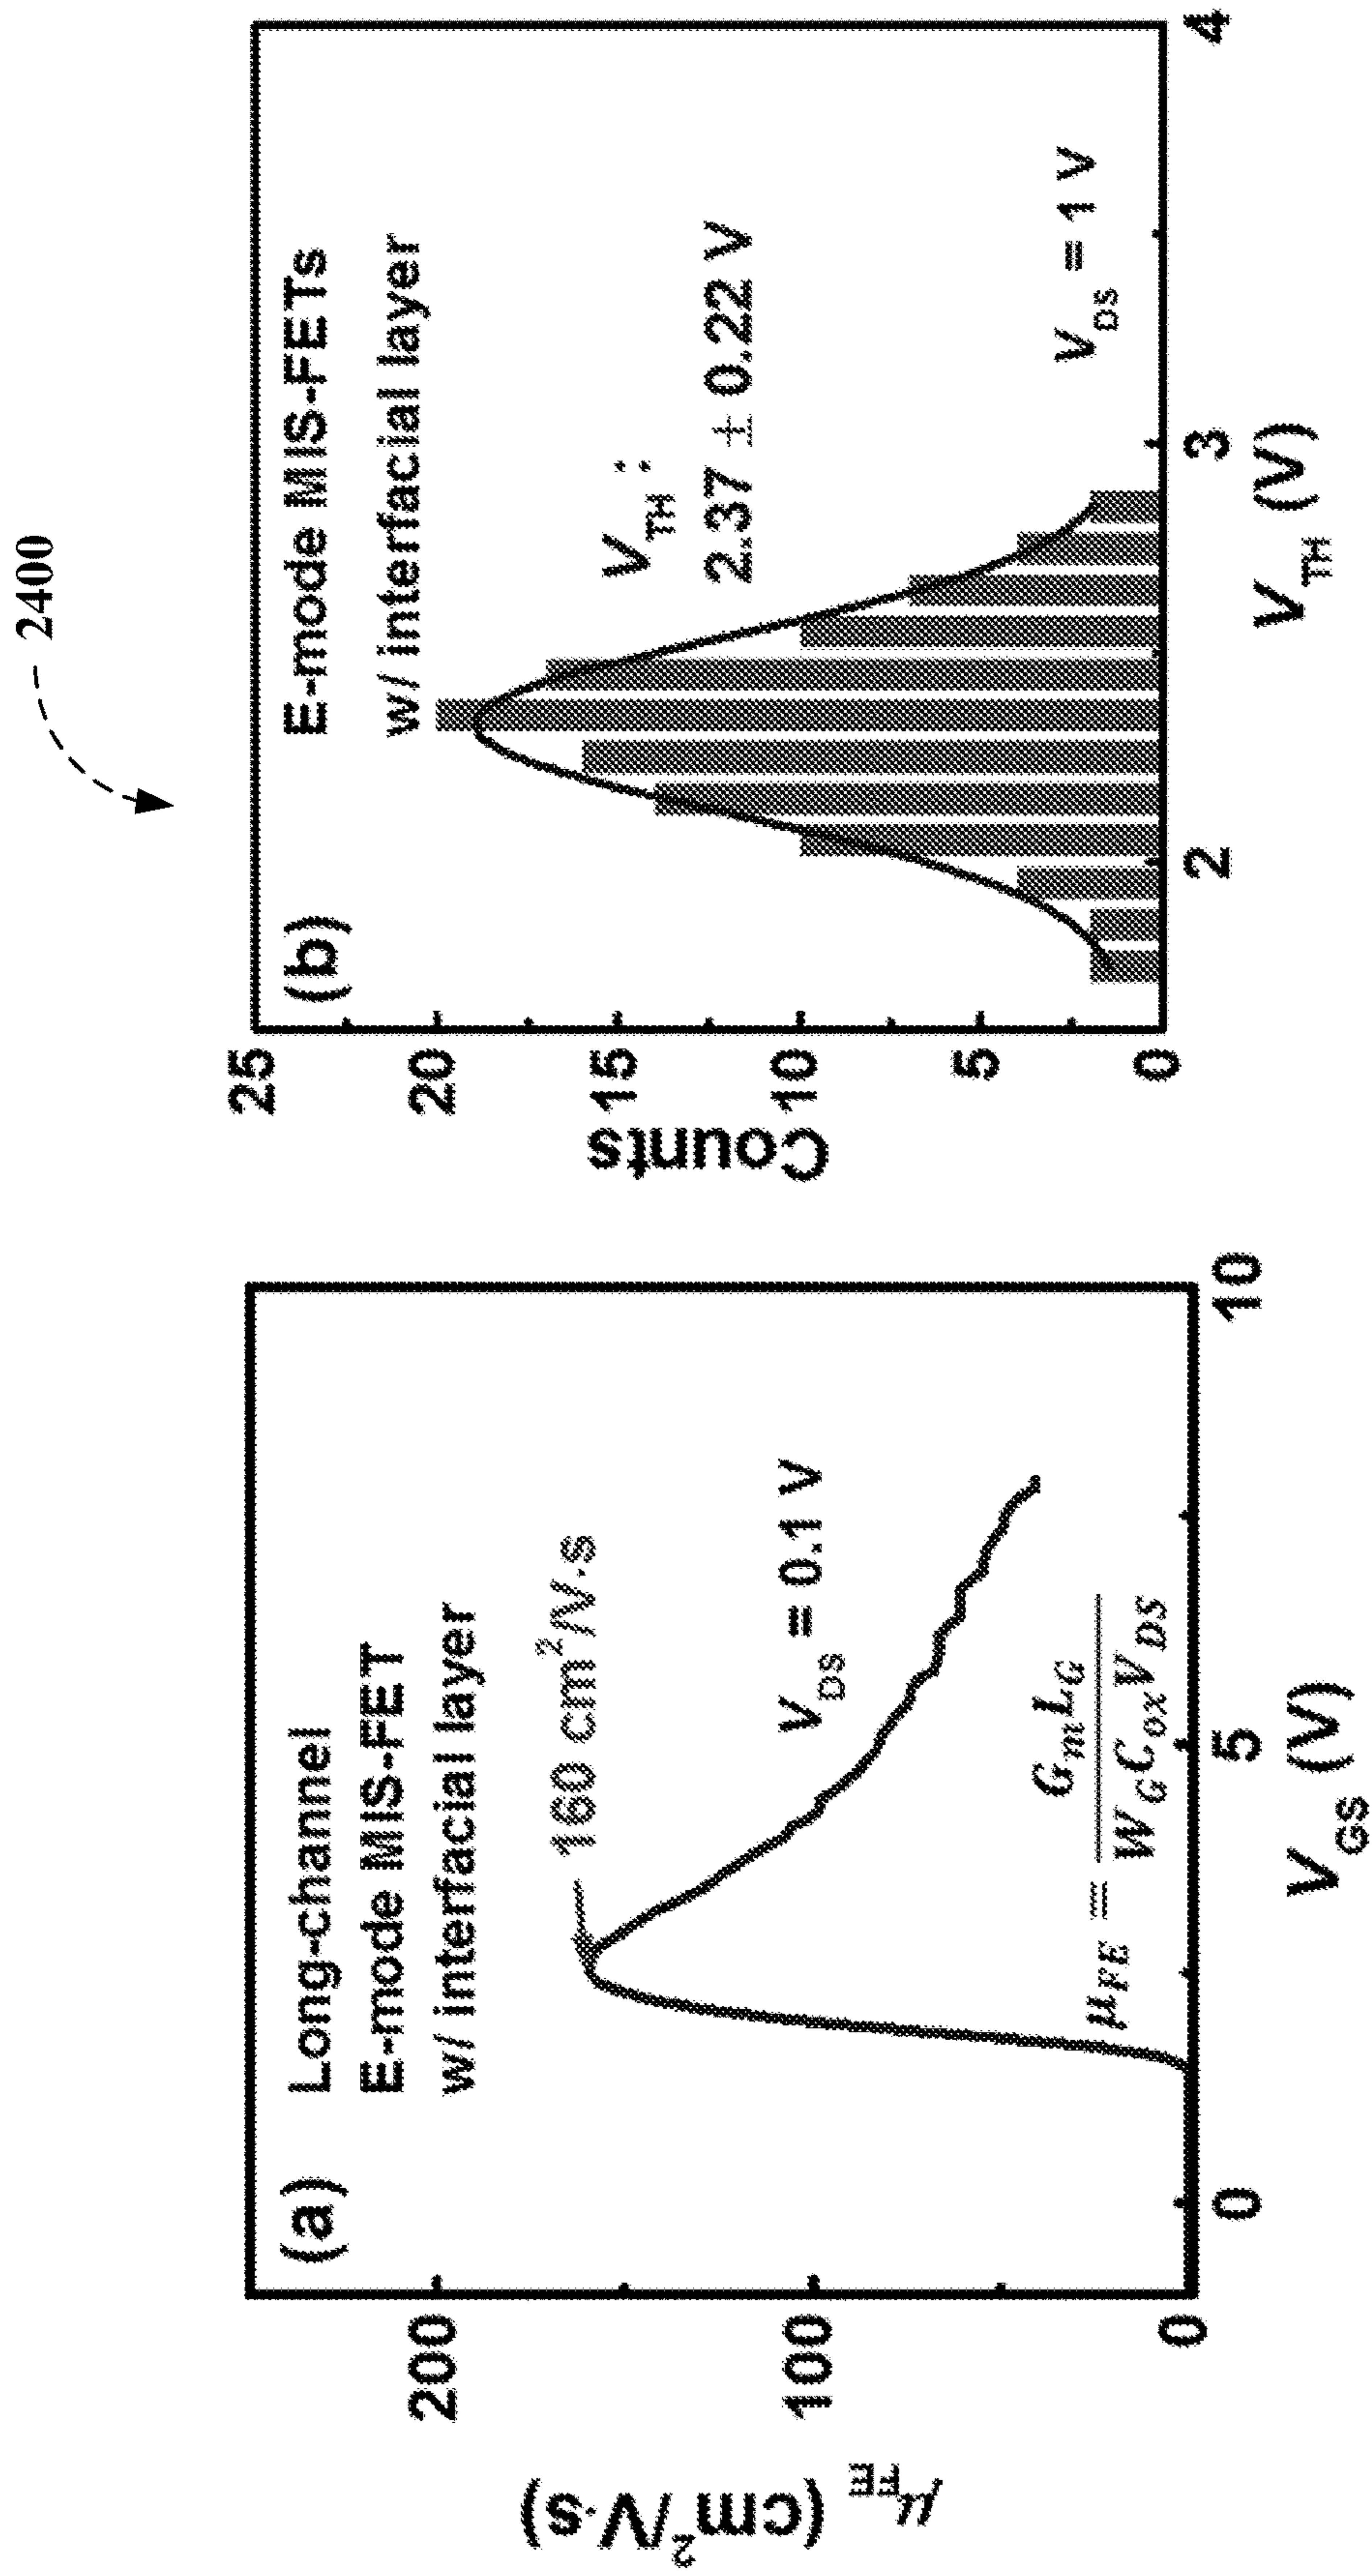 2400
(a)
Long-channel
E-mode MIS-FET
w/ interfacial layer
160 cm²/V·s
V_DS = 0.1 V
μ_FE = G_m L_G / W_G C_ox V_DS
200
100
0
μ_FE (cm²/V·s)
0
5
10
V_GS (V)
(b)
E-mode MIS-FETs
w/ interfacial layer
V_TH:
2.37 ± 0.22 V
V_DS = 1 V
25
20
15
10
5
0
Counts
2
3
4
V_TH (V)